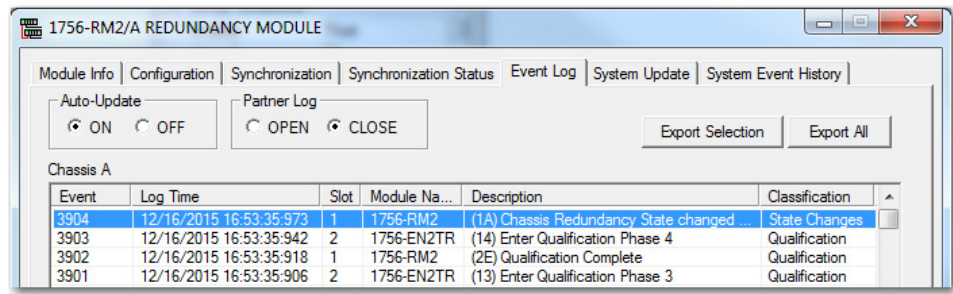 1756-RM2/A REDUNDANCY MODULE
Module Info Configuration Synchronization Synchronization Status Event Log System Update System Event History
Auto-Update Partner Log
ON OFF OPEN CLOSE Export Selection Export All
Chassis A
Event Log Time Slot Module Na... Description Classification
3904 12/16/2015 16:53:35:973 1 1756-RM2 (1A) Chassis Redundancy State changed ... State Changes
3903 12/16/2015 16:53:35:942 2 1756-EN2TR (14) Enter Qualification Phase 4 Qualification
3902 12/16/2015 16:53:35:918 1 1756-RM2 (2E) Qualification Complete Qualification
3901 12/16/2015 16:53:35:906 2 1756-EN2TR (13) Enter Qualification Phase 3 Qualification